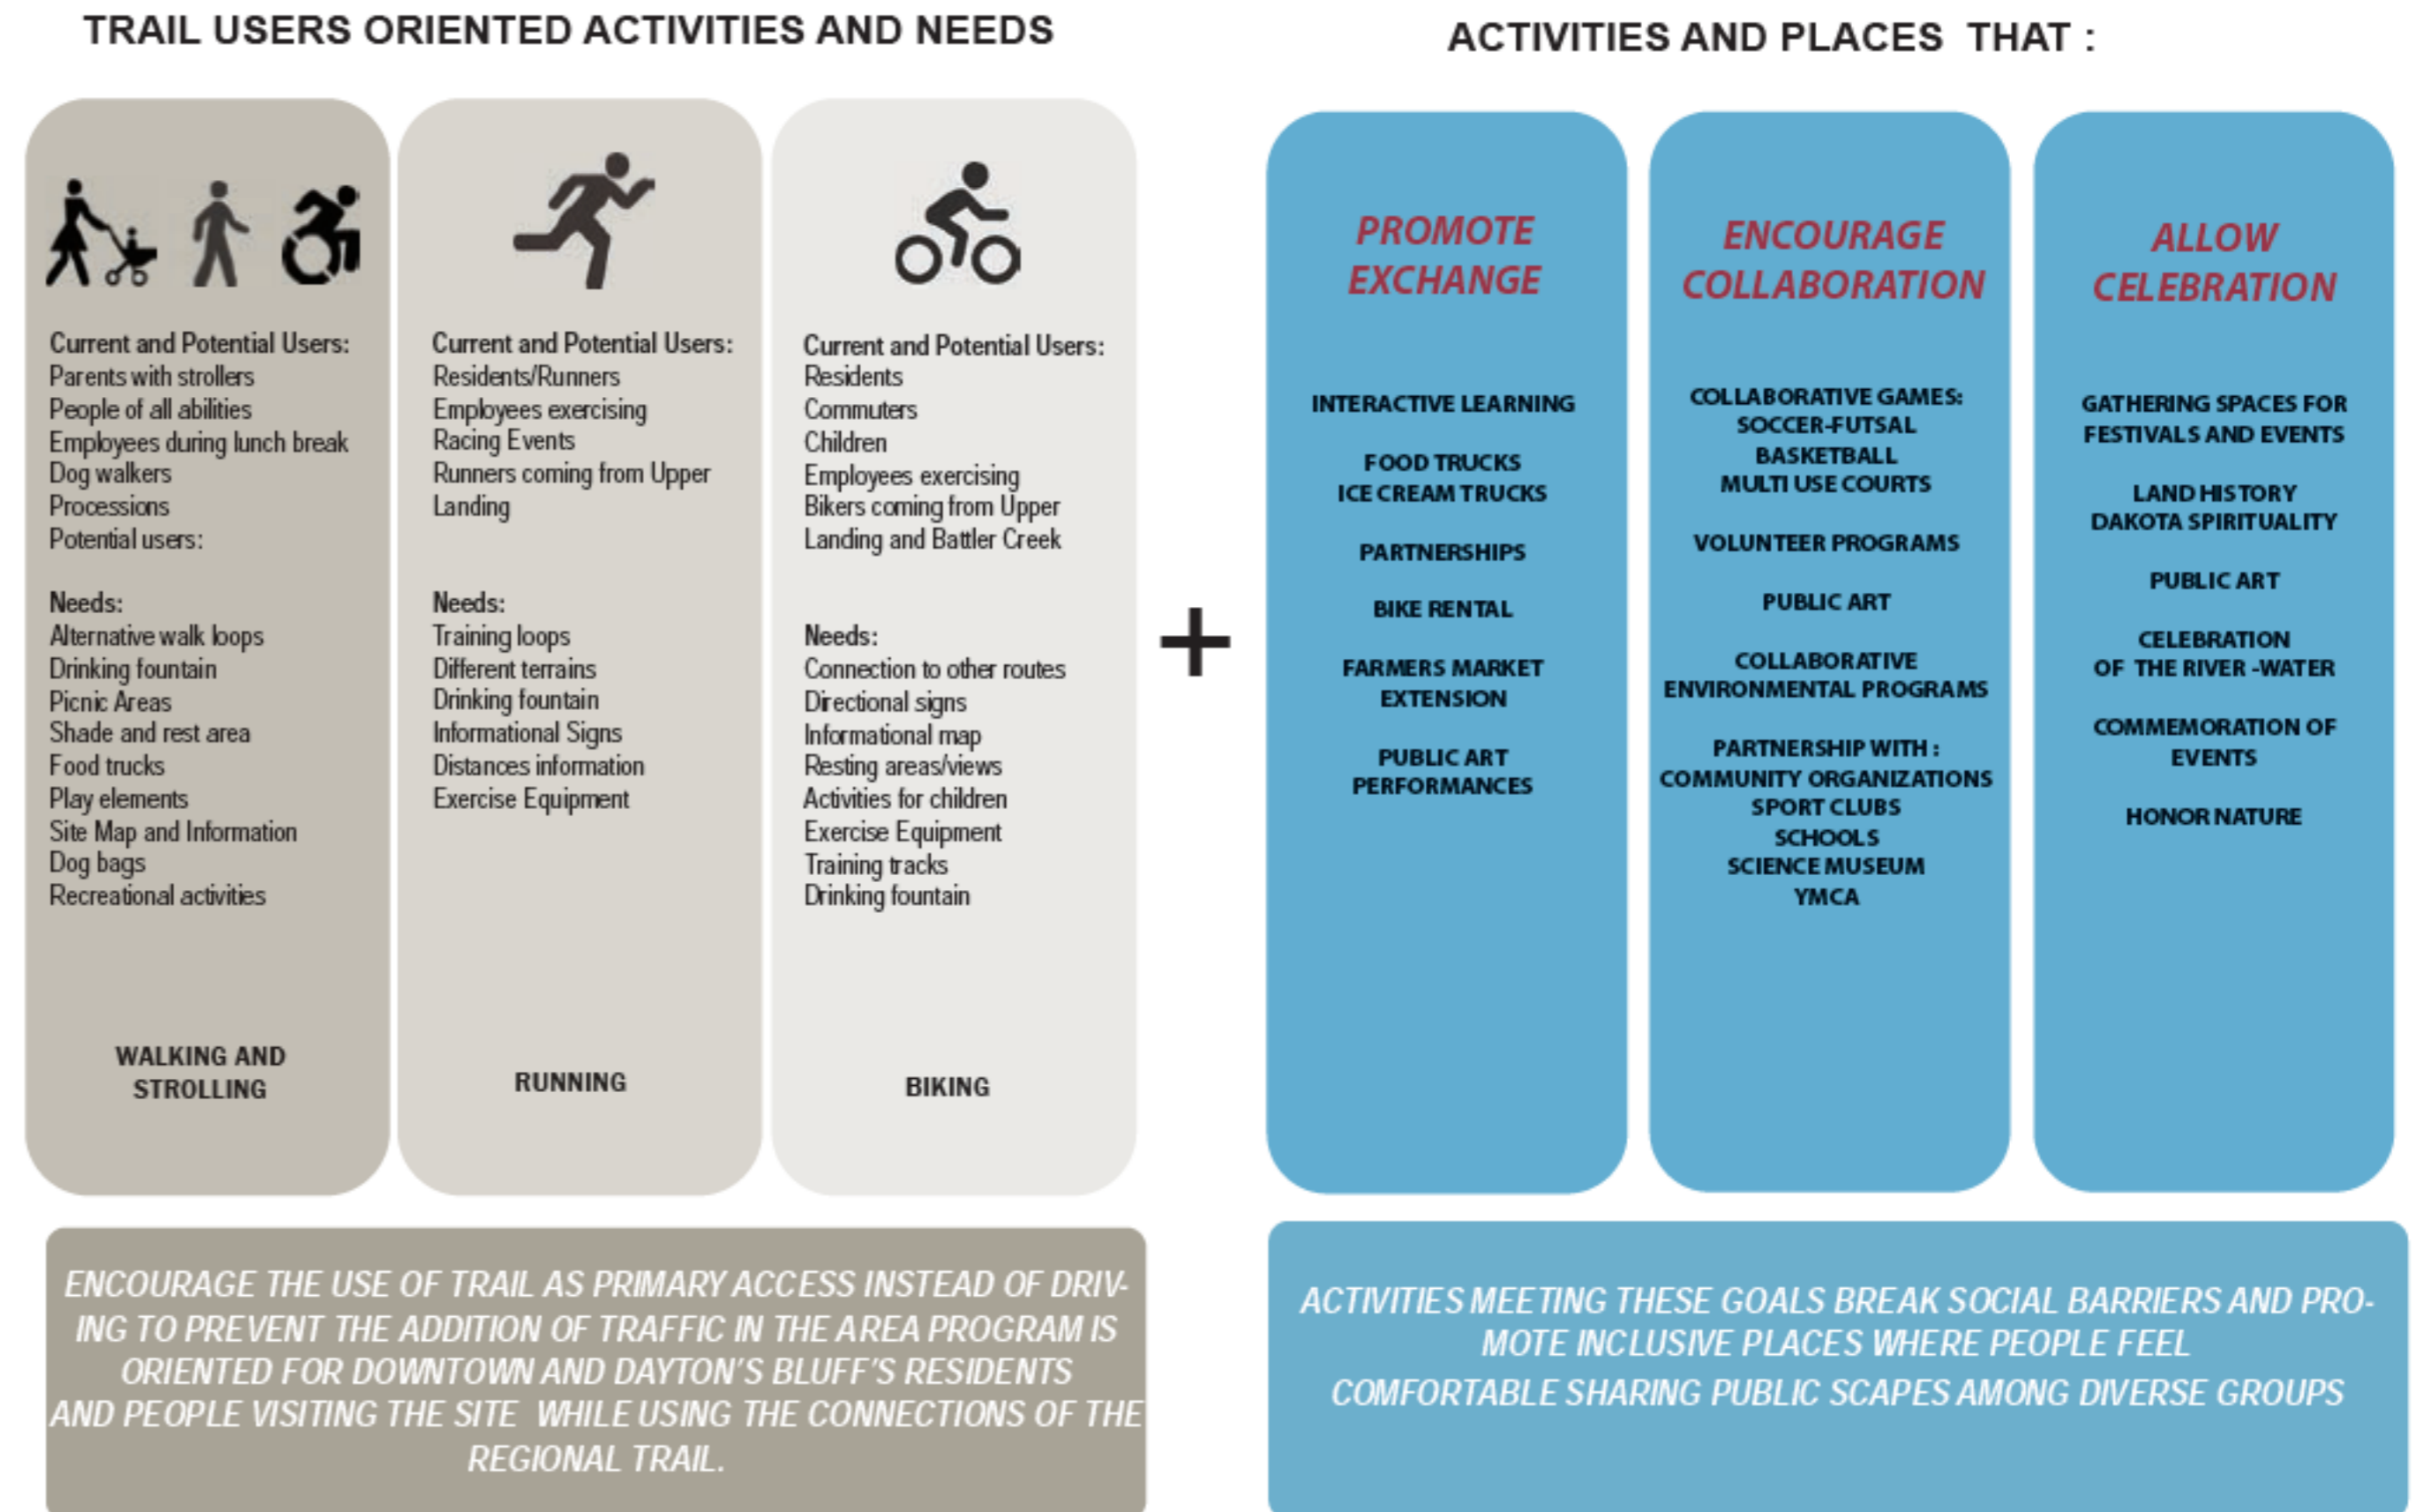 TRAIL USERS ORIENTED ACTIVITIES AND NEEDS
Current and Potential Users:
Parents with strollers
People of all abilities
Employees during lunch break
Dog walkers
Processions
Potential users:
Needs:
Alternative walk loops
Drinking fountain
Picnic Areas
Shade and rest area
Food trucks
Play elements
Site Map and Information
Dog bags
Recreational activities
WALKING AND
STROLLING
Current and Potential Users:
Residents/Runners
Employees exercising
Racing Events
Runners coming from Upper
Landing
Needs:
Training loops
Different terrains
Drinking fountain
Informational Signs
Distances information
Exercise Equipment
RUNNING
Current and Potential Users:
Residents
Commuters
Children
Employees exercising
Bikers coming from Upper
Landing and Battler Creek
Needs:
Connection to other routes
Directional signs
Informational map
Resting areas/views
Activities for children
Exercise Equipment
Training tracks
Drinking fountain
BIKING
ENCOURAGE THE USE OF TRAIL AS PRIMARY ACCESS INSTEAD OF DRIV-
ING TO PREVENT THE ADDITION OF TRAFFIC IN THE AREA PROGRAM IS
ORIENTED FOR DOWNTOWN AND DAYTON'S BLUFF'S RESIDENTS
AND PEOPLE VISITING THE SITE WHILE USING THE CONNECTIONS OF THE
REGIONAL TRAIL.
+
ACTIVITIES AND PLACES THAT :
PROMOTE
EXCHANGE
INTERACTIVE LEARNING
FOOD TRUCKS
ICE CREAM TRUCKS
PARTNERSHIPS
BIKE RENTAL
FARMERS MARKET
EXTENSION
PUBLIC ART
PERFORMANCES
ENCOURAGE
COLLABORATION
COLLABORATIVE GAMES:
SOCCER-FUTSAL
BASKETBALL
MULTI USE COURTS
VOLUNTEER PROGRAMS
PUBLIC ART
COLLABORATIVE
ENVIRONMENTAL PROGRAMS
PARTNERSHIP WITH :
COMMUNITY ORGANIZATIONS
SPORT CLUBS
SCHOOLS
SCIENCE MUSEUM
YMCA
ALLOW
CELEBRATION
GATHERING SPACES FOR
FESTIVALS AND EVENTS
LAND HISTORY
DAKOTA SPIRITUALITY
PUBLIC ART
CELEBRATION
OF THE RIVER -WATER
COMMEMORATION OF
EVENTS
HONOR NATURE
ACTIVITIES MEETING THESE GOALS BREAK SOCIAL BARRIERS AND PRO-
MOTE INCLUSIVE PLACES WHERE PEOPLE FEEL
COMFORTABLE SHARING PUBLIC SCAPES AMONG DIVERSE GROUPS